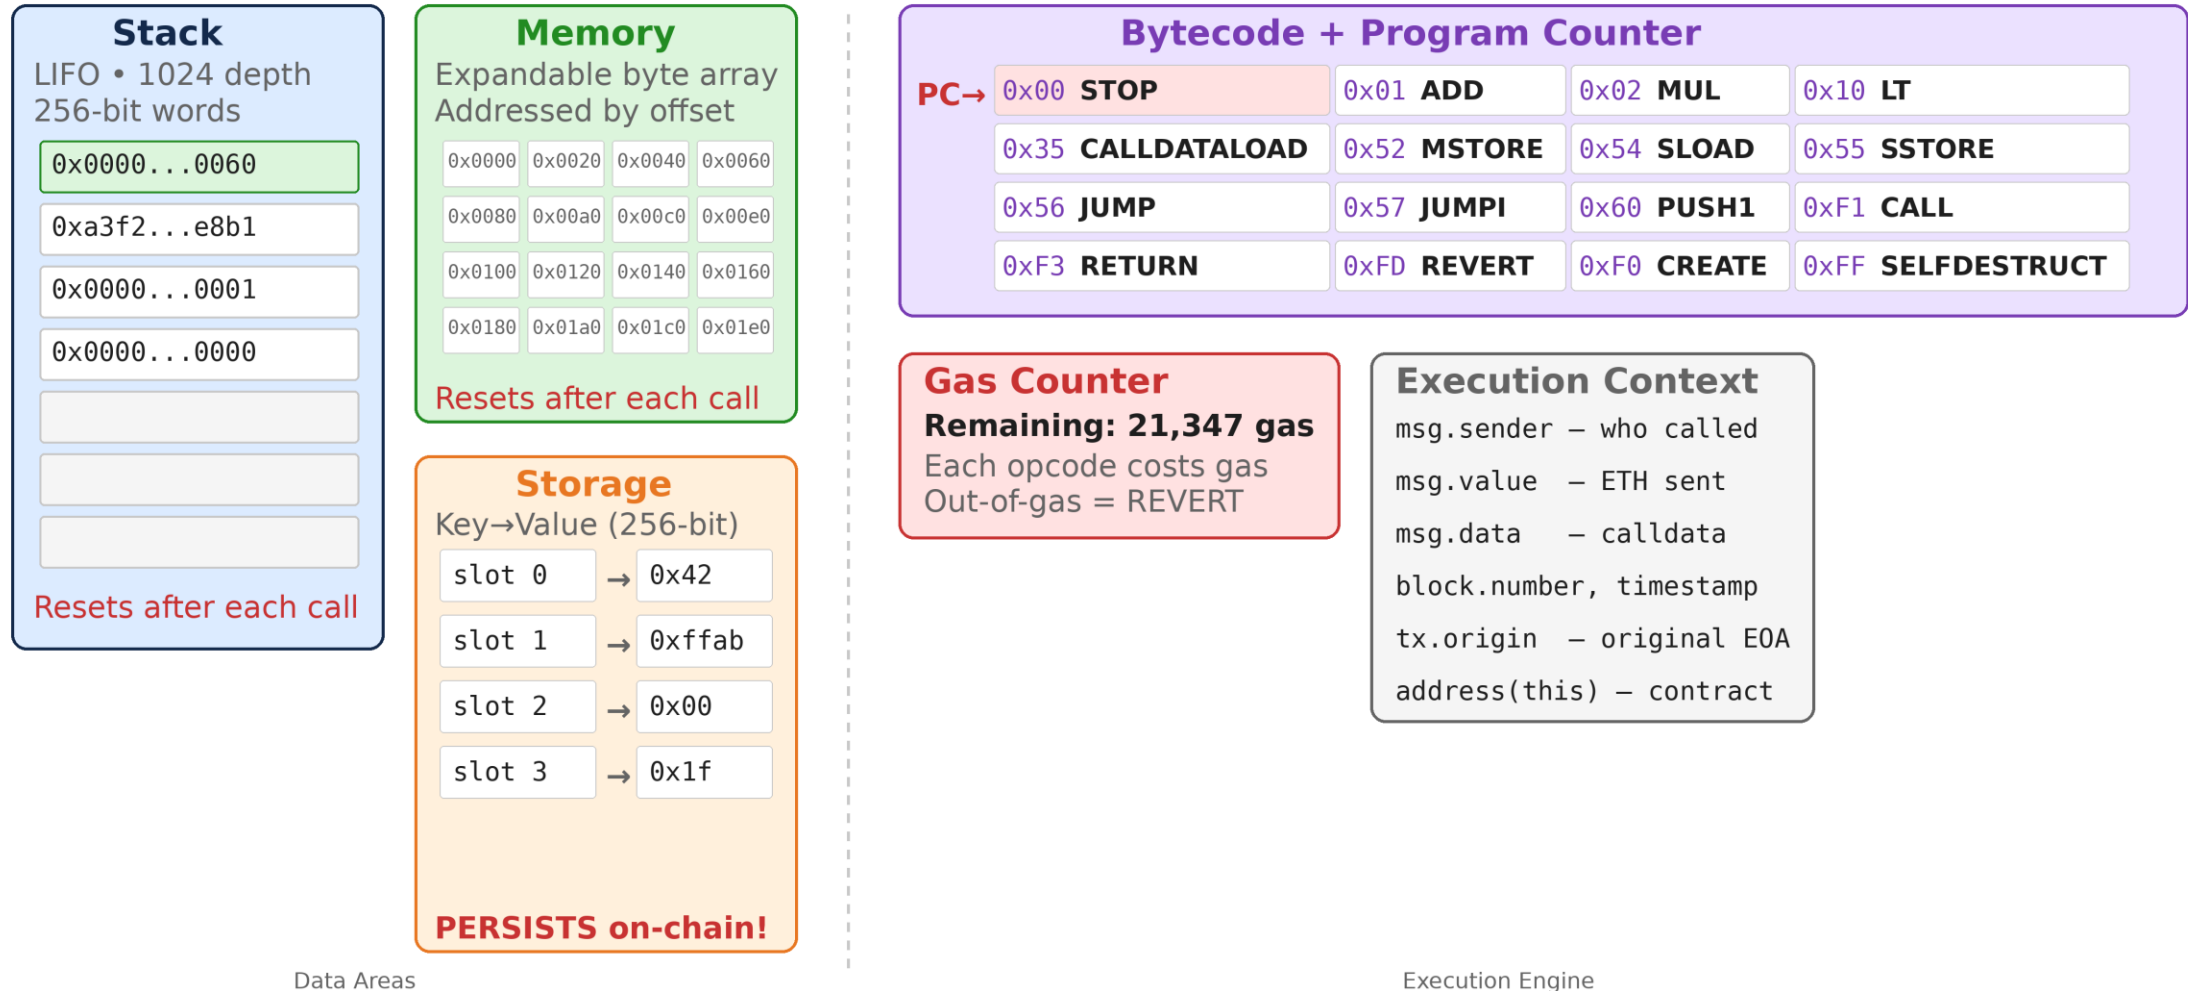 Stack
LIFO • 1024 depth
256-bit words
0x0000...0060
0xa3f2...e8b1
0x0000...0001
0x0000...0000
Resets after each call
Memory
Expandable byte array
Addressed by offset
0x0000 0x0020 0x0040 0x0060
0x0080 0x00a0 0x00c0 0x00e0
0x0100 0x0120 0x0140 0x0160
0x0180 0x01a0 0x01c0 0x01e0
Resets after each call
Storage
Key→Value (256-bit)
slot 0 → 0x42
slot 1 → 0xffab
slot 2 → 0x00
slot 3 → 0x1f
PERSISTS on-chain!
Data Areas
Bytecode + Program Counter
PC→ 0x00 STOP 0x01 ADD 0x02 MUL 0x10 LT
0x35 CALLDATALOAD 0x52 MSTORE 0x54 SLOAD 0x55 SSTORE
0x56 JUMP 0x57 JUMPI 0x60 PUSH1 0xF1 CALL
0xF3 RETURN 0xFD REVERT 0xF0 CREATE 0xFF SELFDESTRUCT
Gas Counter
Remaining: 21,347 gas
Each opcode costs gas
Out-of-gas = REVERT
Execution Context
msg.sender — who called
msg.value — ETH sent
msg.data — calldata
block.number, timestamp
tx.origin — original EOA
address(this) — contract
Execution Engine